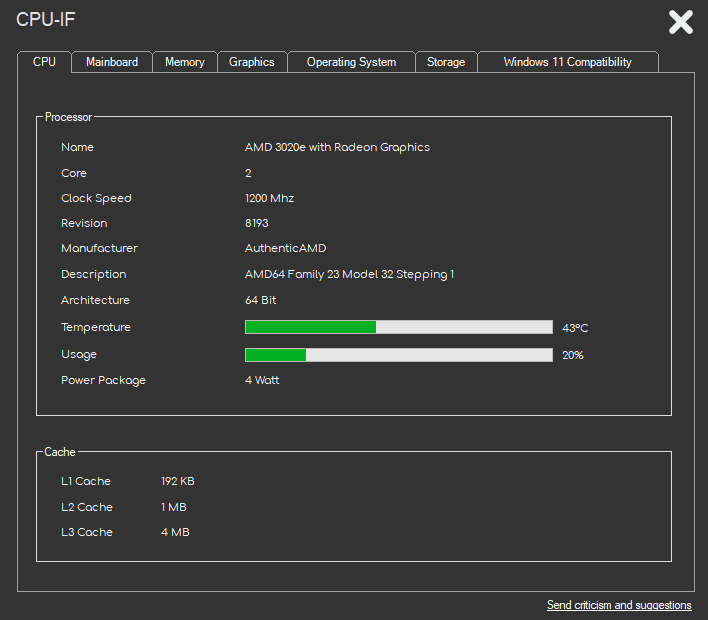 CPU-IF
CPU Mainboard Memory Graphics Operating System Storage Windows 11 Compatibility
Processor
Name AMD 3020e with Radeon Graphics
Core 2
Clock Speed 1200 Mhz
Revision 8193
Manufacturer AuthenticAMD
Description AMD64 Family 23 Model 32 Stepping 1
Architecture 64 Bit
Temperature 43°C
Usage 20%
Power Package 4 Watt
Cache
L1 Cache 192 KB
L2 Cache 1 MB
L3 Cache 4 MB
Send criticism and suggestions